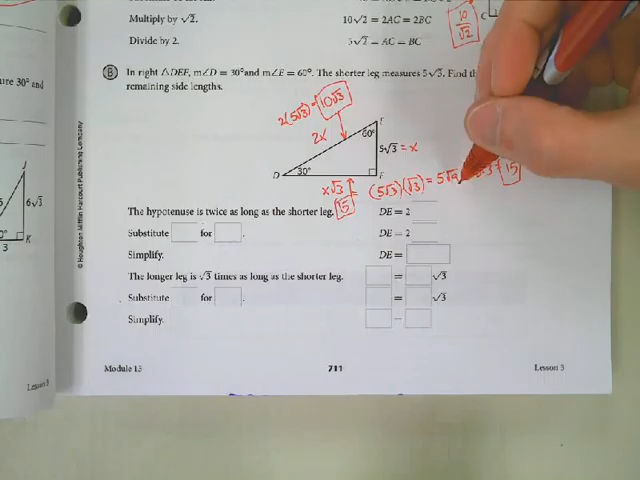 Multiply by √2.
10√2 = 2AC = 2BC
Divide by 2.
5√2 = AC = BC
10/√2
C
B In right △DEF, m∠D = 30° and m∠E = 60°. The shorter leg measures 5√3. Find the
remaining side lengths.
ure 30° and
2(5√3) = 10√3
2x
60°
5√3 = x
D
30°
x√3 = 15
(5√3)(√3) = 5√9
15
J
6√3
K
3
The hypotenuse is twice as long as the shorter leg.
DE = 2
Substitute for .
DE = 2
Simplify.
DE =
The longer leg is √3 times as long as the shorter leg.
= √3
Substitute for .
= √3
Simplify.
=
© Houghton Mifflin Harcourt Publishing Company
Module 13
711
Lesson 3
Lesson 3